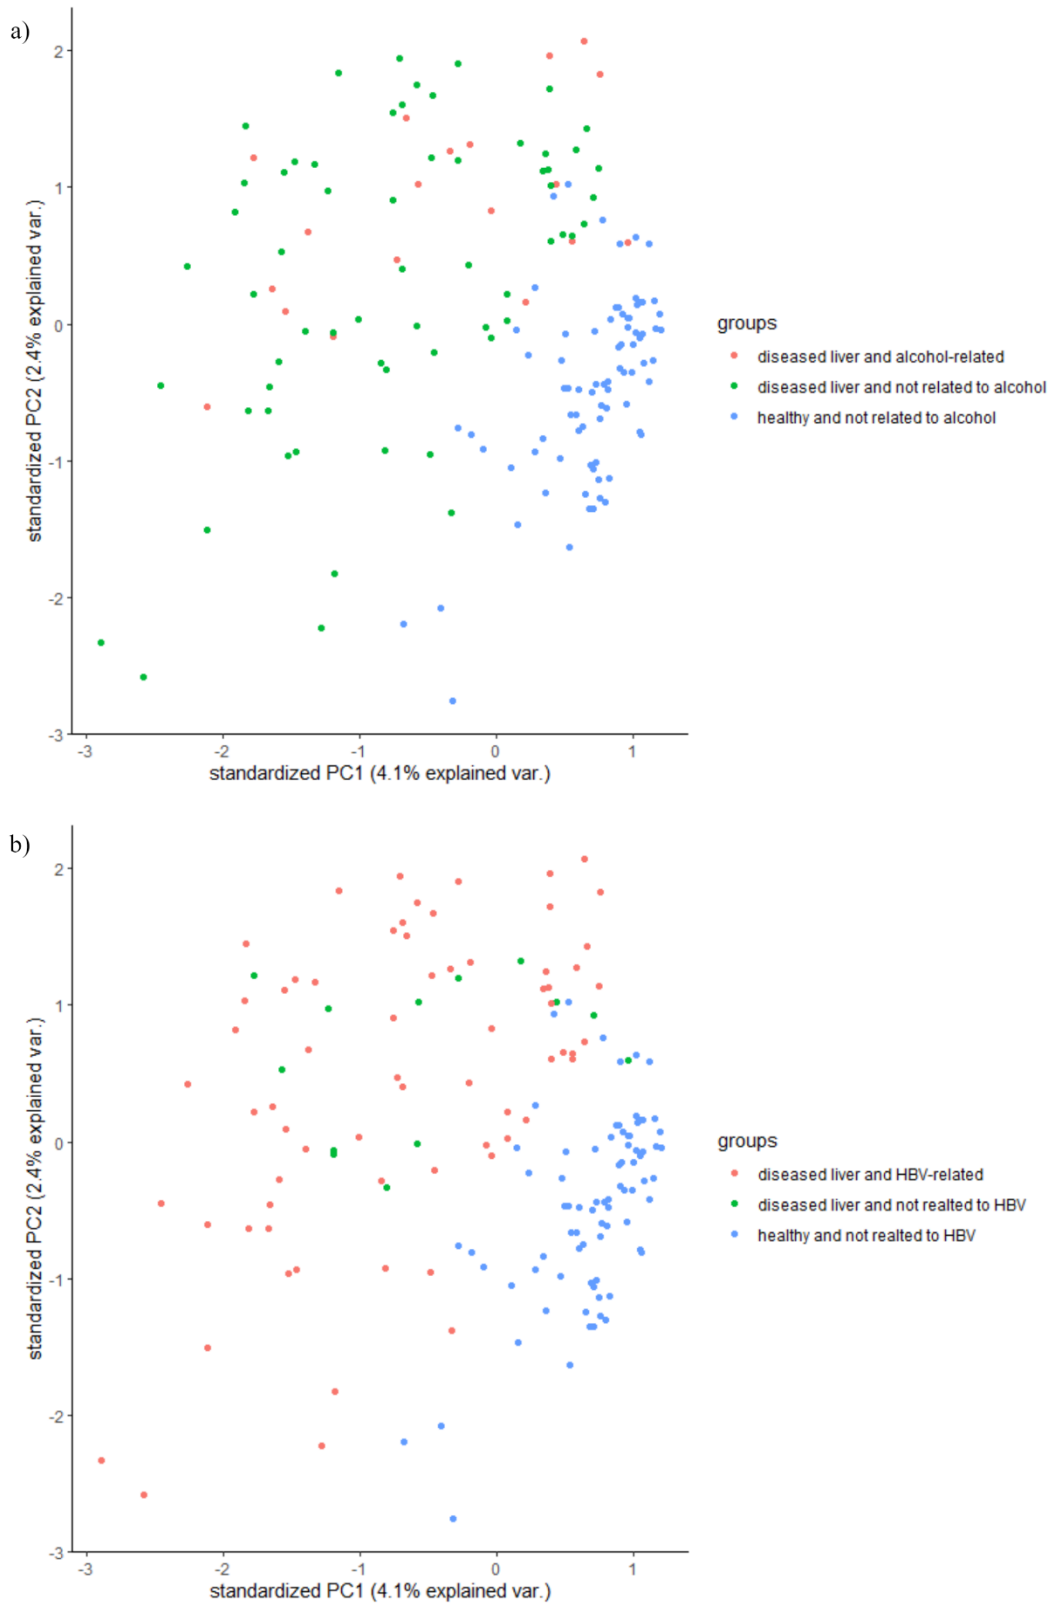 a)
2
1
0
-1
-2
-3
standardized PC2 (2.4% explained var.)
-3 -2 -1 0 1
standardized PC1 (4.1% explained var.)
groups
diseased liver and alcohol-related
diseased liver and not related to alcohol
healthy and not related to alcohol
b)
2
1
0
-1
-2
-3
standardized PC2 (2.4% explained var.)
-3 -2 -1 0 1
standardized PC1 (4.1% explained var.)
groups
diseased liver and HBV-related
diseased liver and not realted to HBV
healthy and not realted to HBV